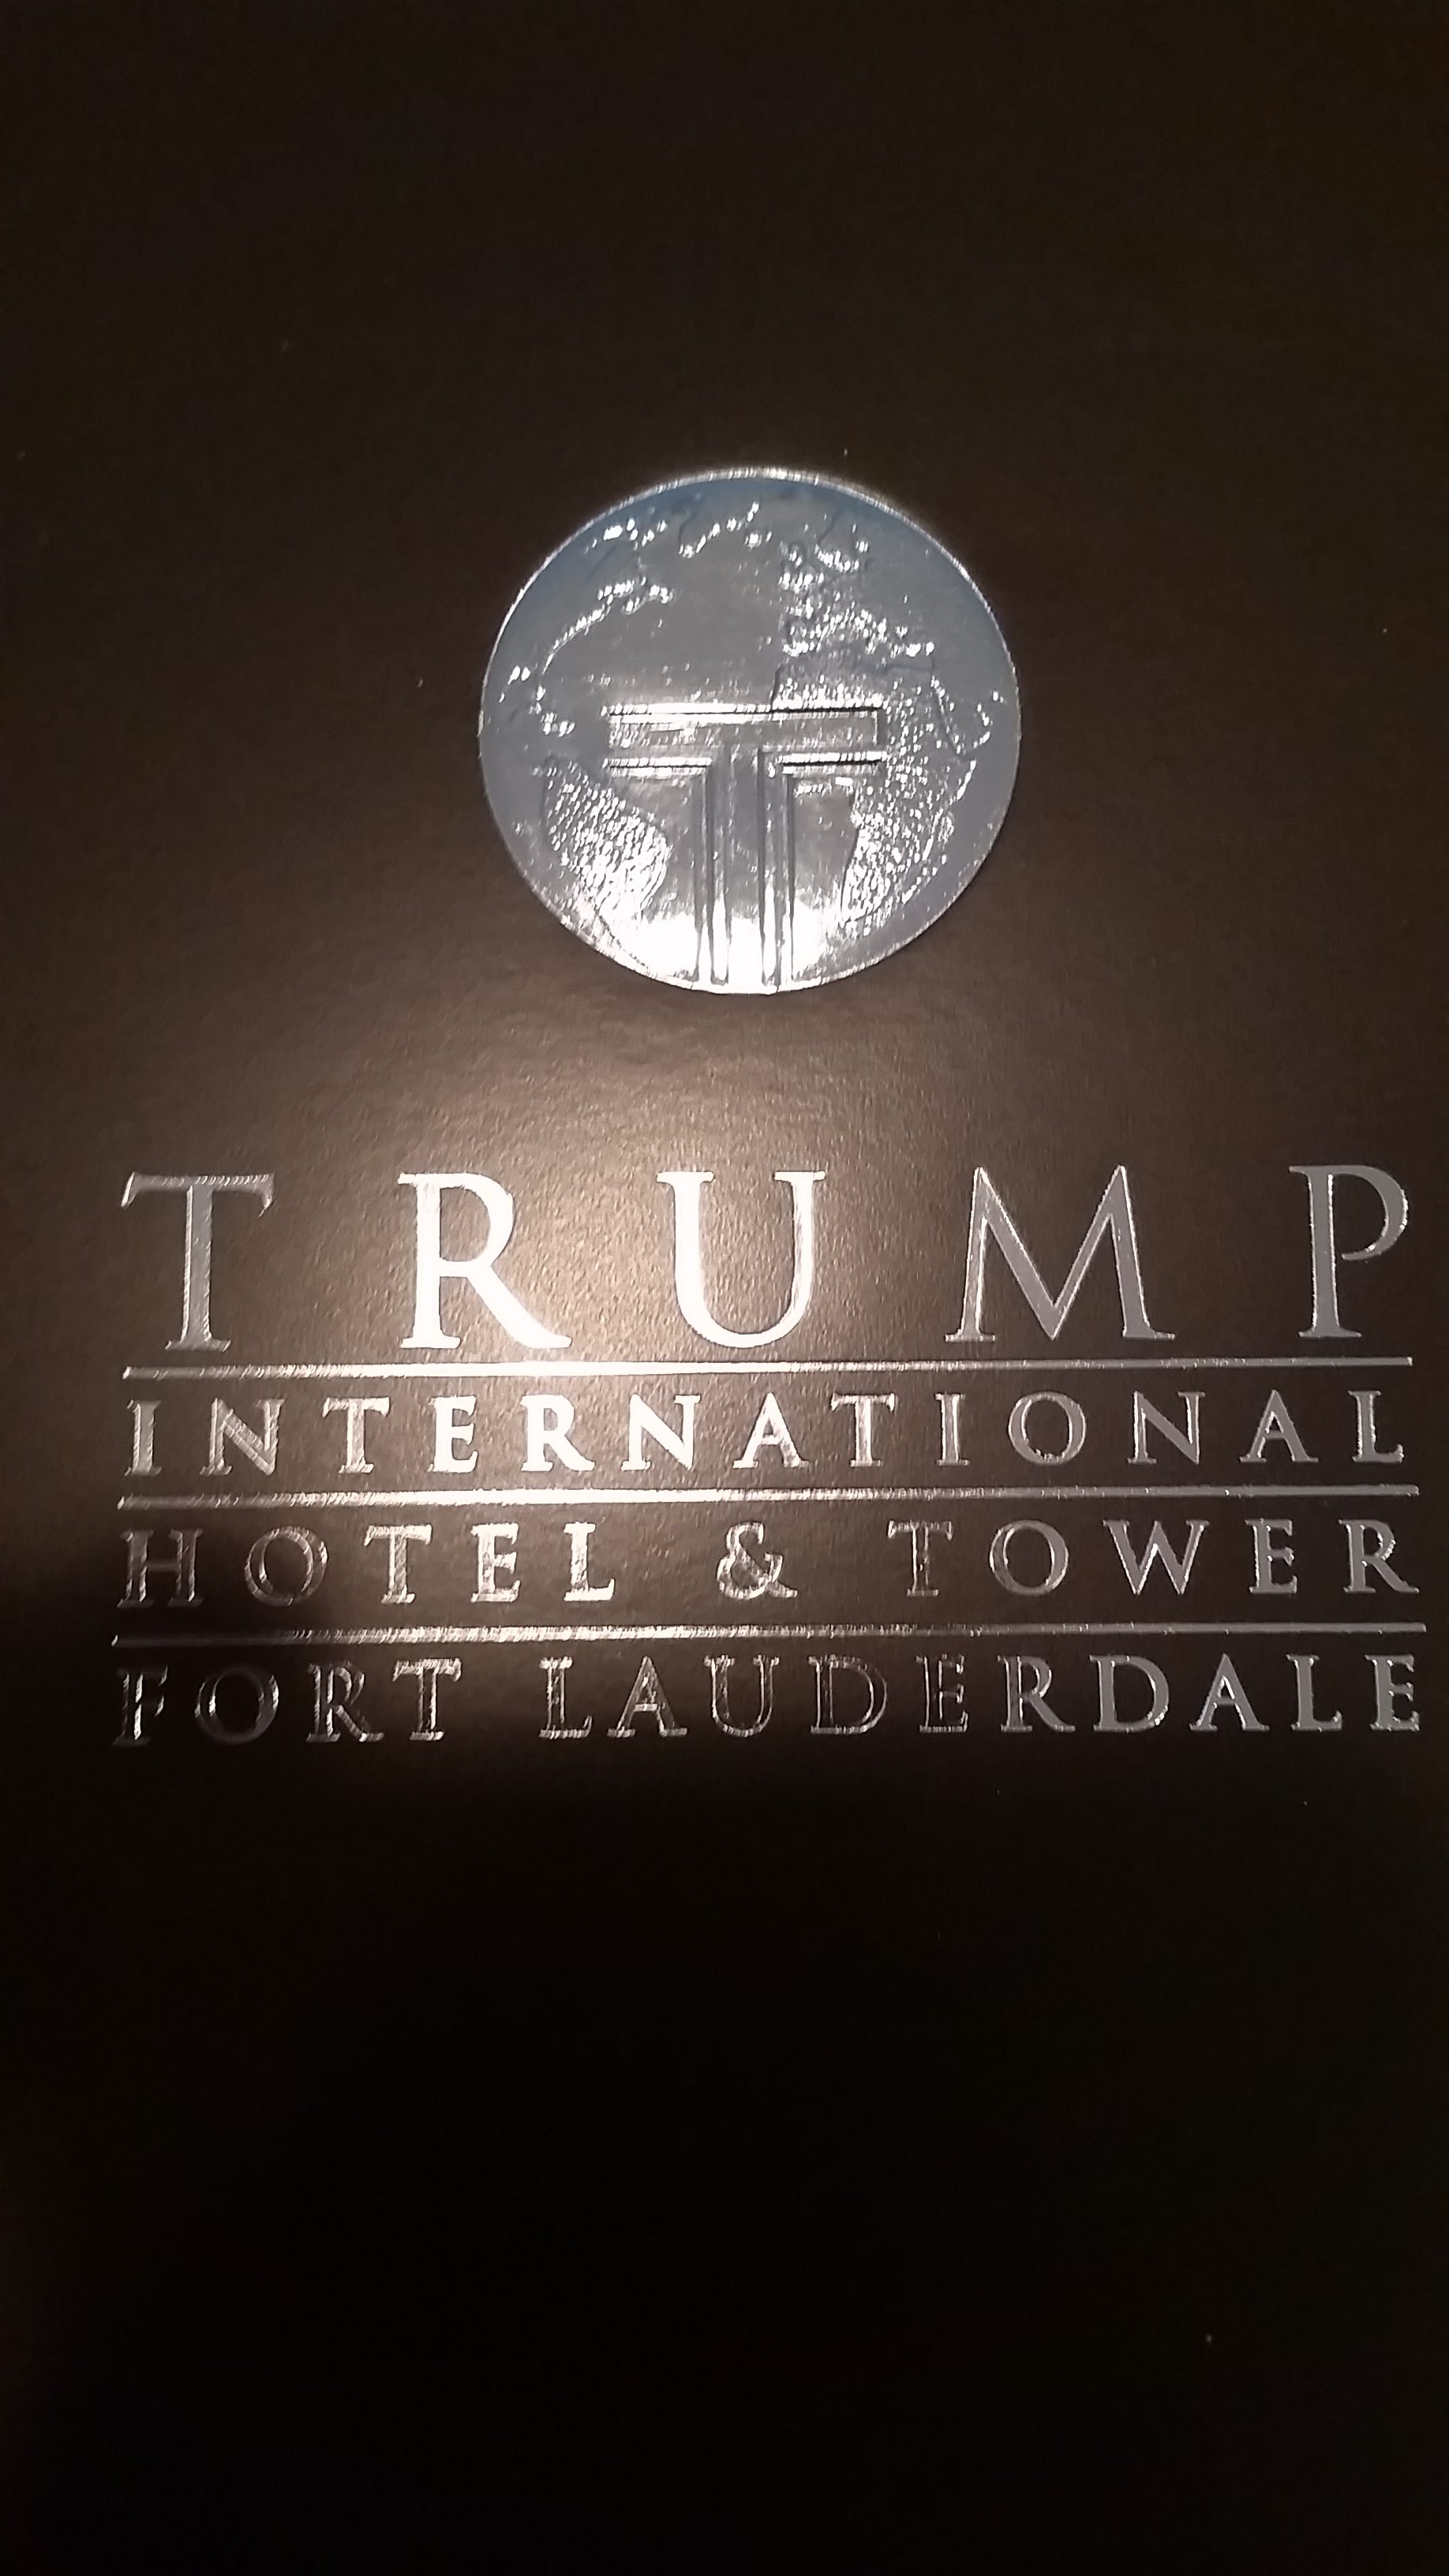 T
TRUMP
INTERNATIONAL
HOTEL & TOWER
FORT LAUDERDALE